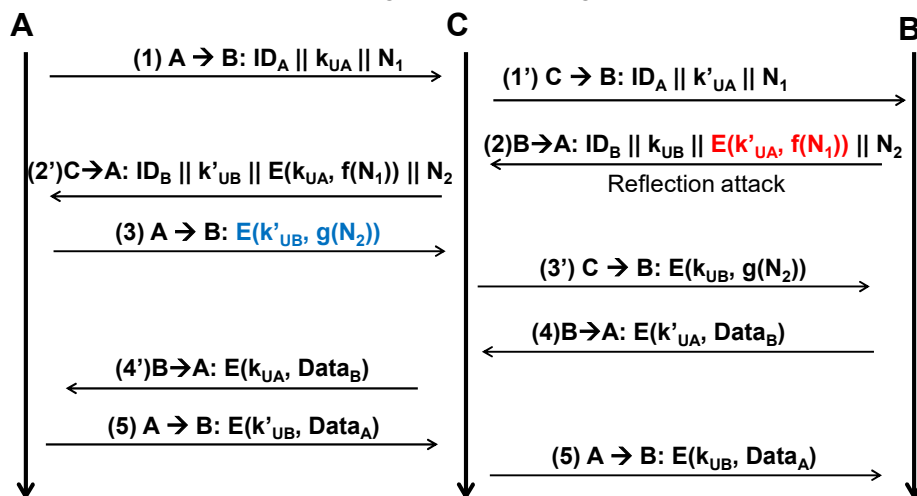 A
C
B
(1) A → B: ID_A || k_UA || N_1
(1') C → B: ID_A || k'_UA || N_1
(2)B→A: ID_B || k_UB || E(k'_UA, f(N_1)) || N_2
(2')C→A: ID_B || k'_UB || E(k_UA, f(N_1)) || N_2
Reflection attack
(3) A → B: E(k'_UB, g(N_2))
(3') C → B: E(k_UB, g(N_2))
(4)B→A: E(k'_UA, Data_B)
(4')B→A: E(k_UA, Data_B)
(5) A → B: E(k'_UB, Data_A)
(5) A → B: E(k_UB, Data_A)